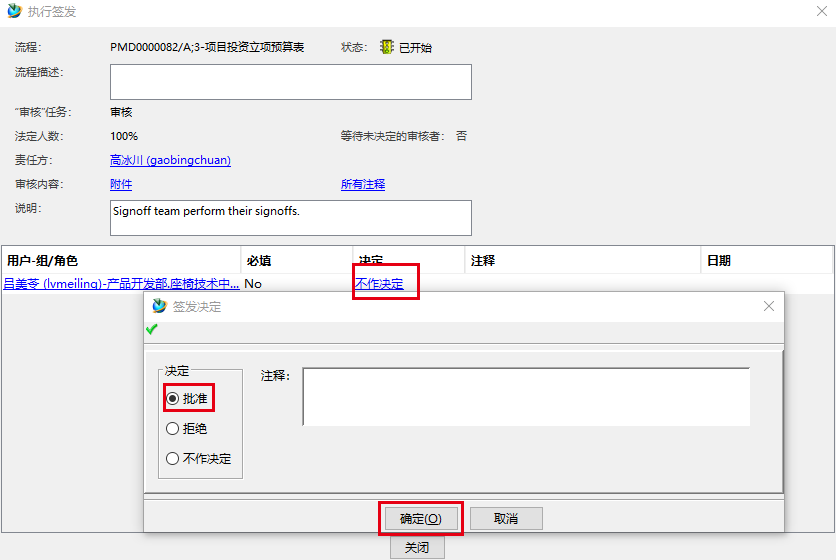 执行签发
流程： PMD0000082/A;3-项目投资立项预算表 状态： 已开始
流程描述：
"审核"任务： 审核
法定人数： 100% 等待未决定的审核者： 否
责任方： 高冰川 (gaobingchuan)
审核内容： 附件 所有注释
说明： Signoff team perform their signoffs.
用户-组/角色 必填 决定 注释 日期
吕美苓 (lvmeiling)-产品开发部.座椅技术中... No 不作决定
签发决定
决定 注释：
批准
拒绝
不作决定
确定(O) 取消
关闭